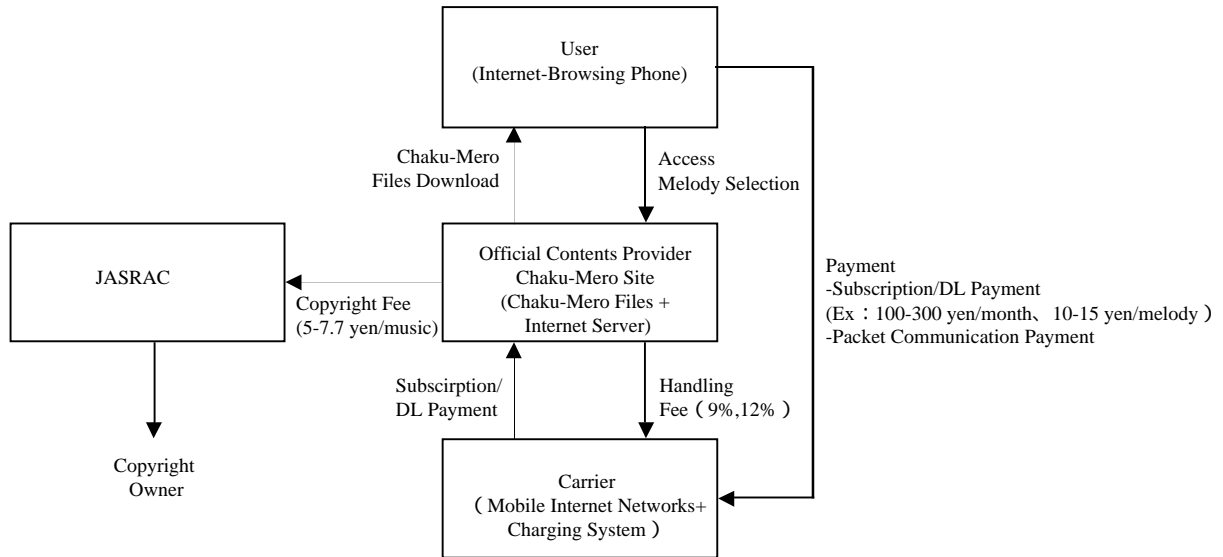 User
(Internet-Browsing Phone)
Chaku-Mero
Files Download
Access
Melody Selection
JASRAC
Copyright Fee
(5-7.7 yen/music)
Official Contents Provider
Chaku-Mero Site
(Chaku-Mero Files +
Internet Server)
Payment
-Subscription/DL Payment
(Ex：100-300 yen/month、10-15 yen/melody）
-Packet Communication Payment
Subscirption/
DL Payment
Handling
Fee（9%,12%）
Copyright
Owner
Carrier
（Mobile Internet Networks+
Charging System）